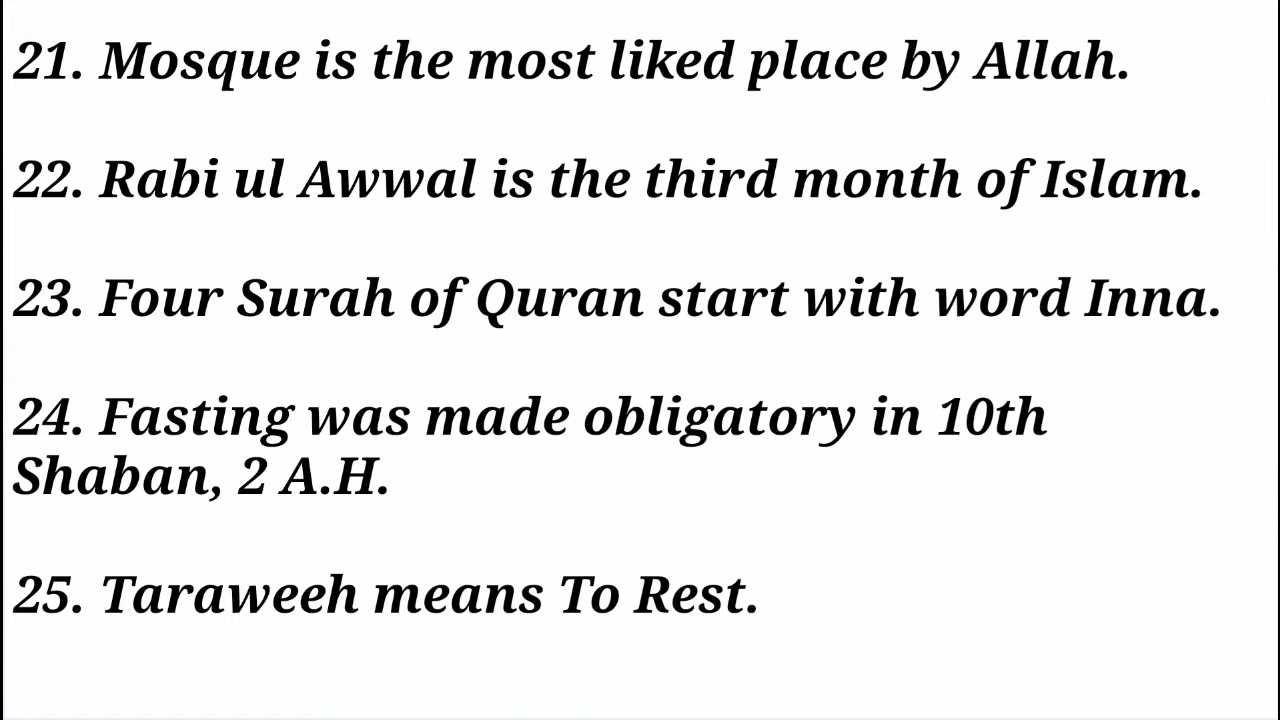 21. Mosque is the most liked place by Allah.
22. Rabi ul Awwal is the third month of Islam.
23. Four Surah of Quran start with word Inna.
24. Fasting was made obligatory in 10th
Shaban, 2 A.H.
25. Taraweeh means To Rest.